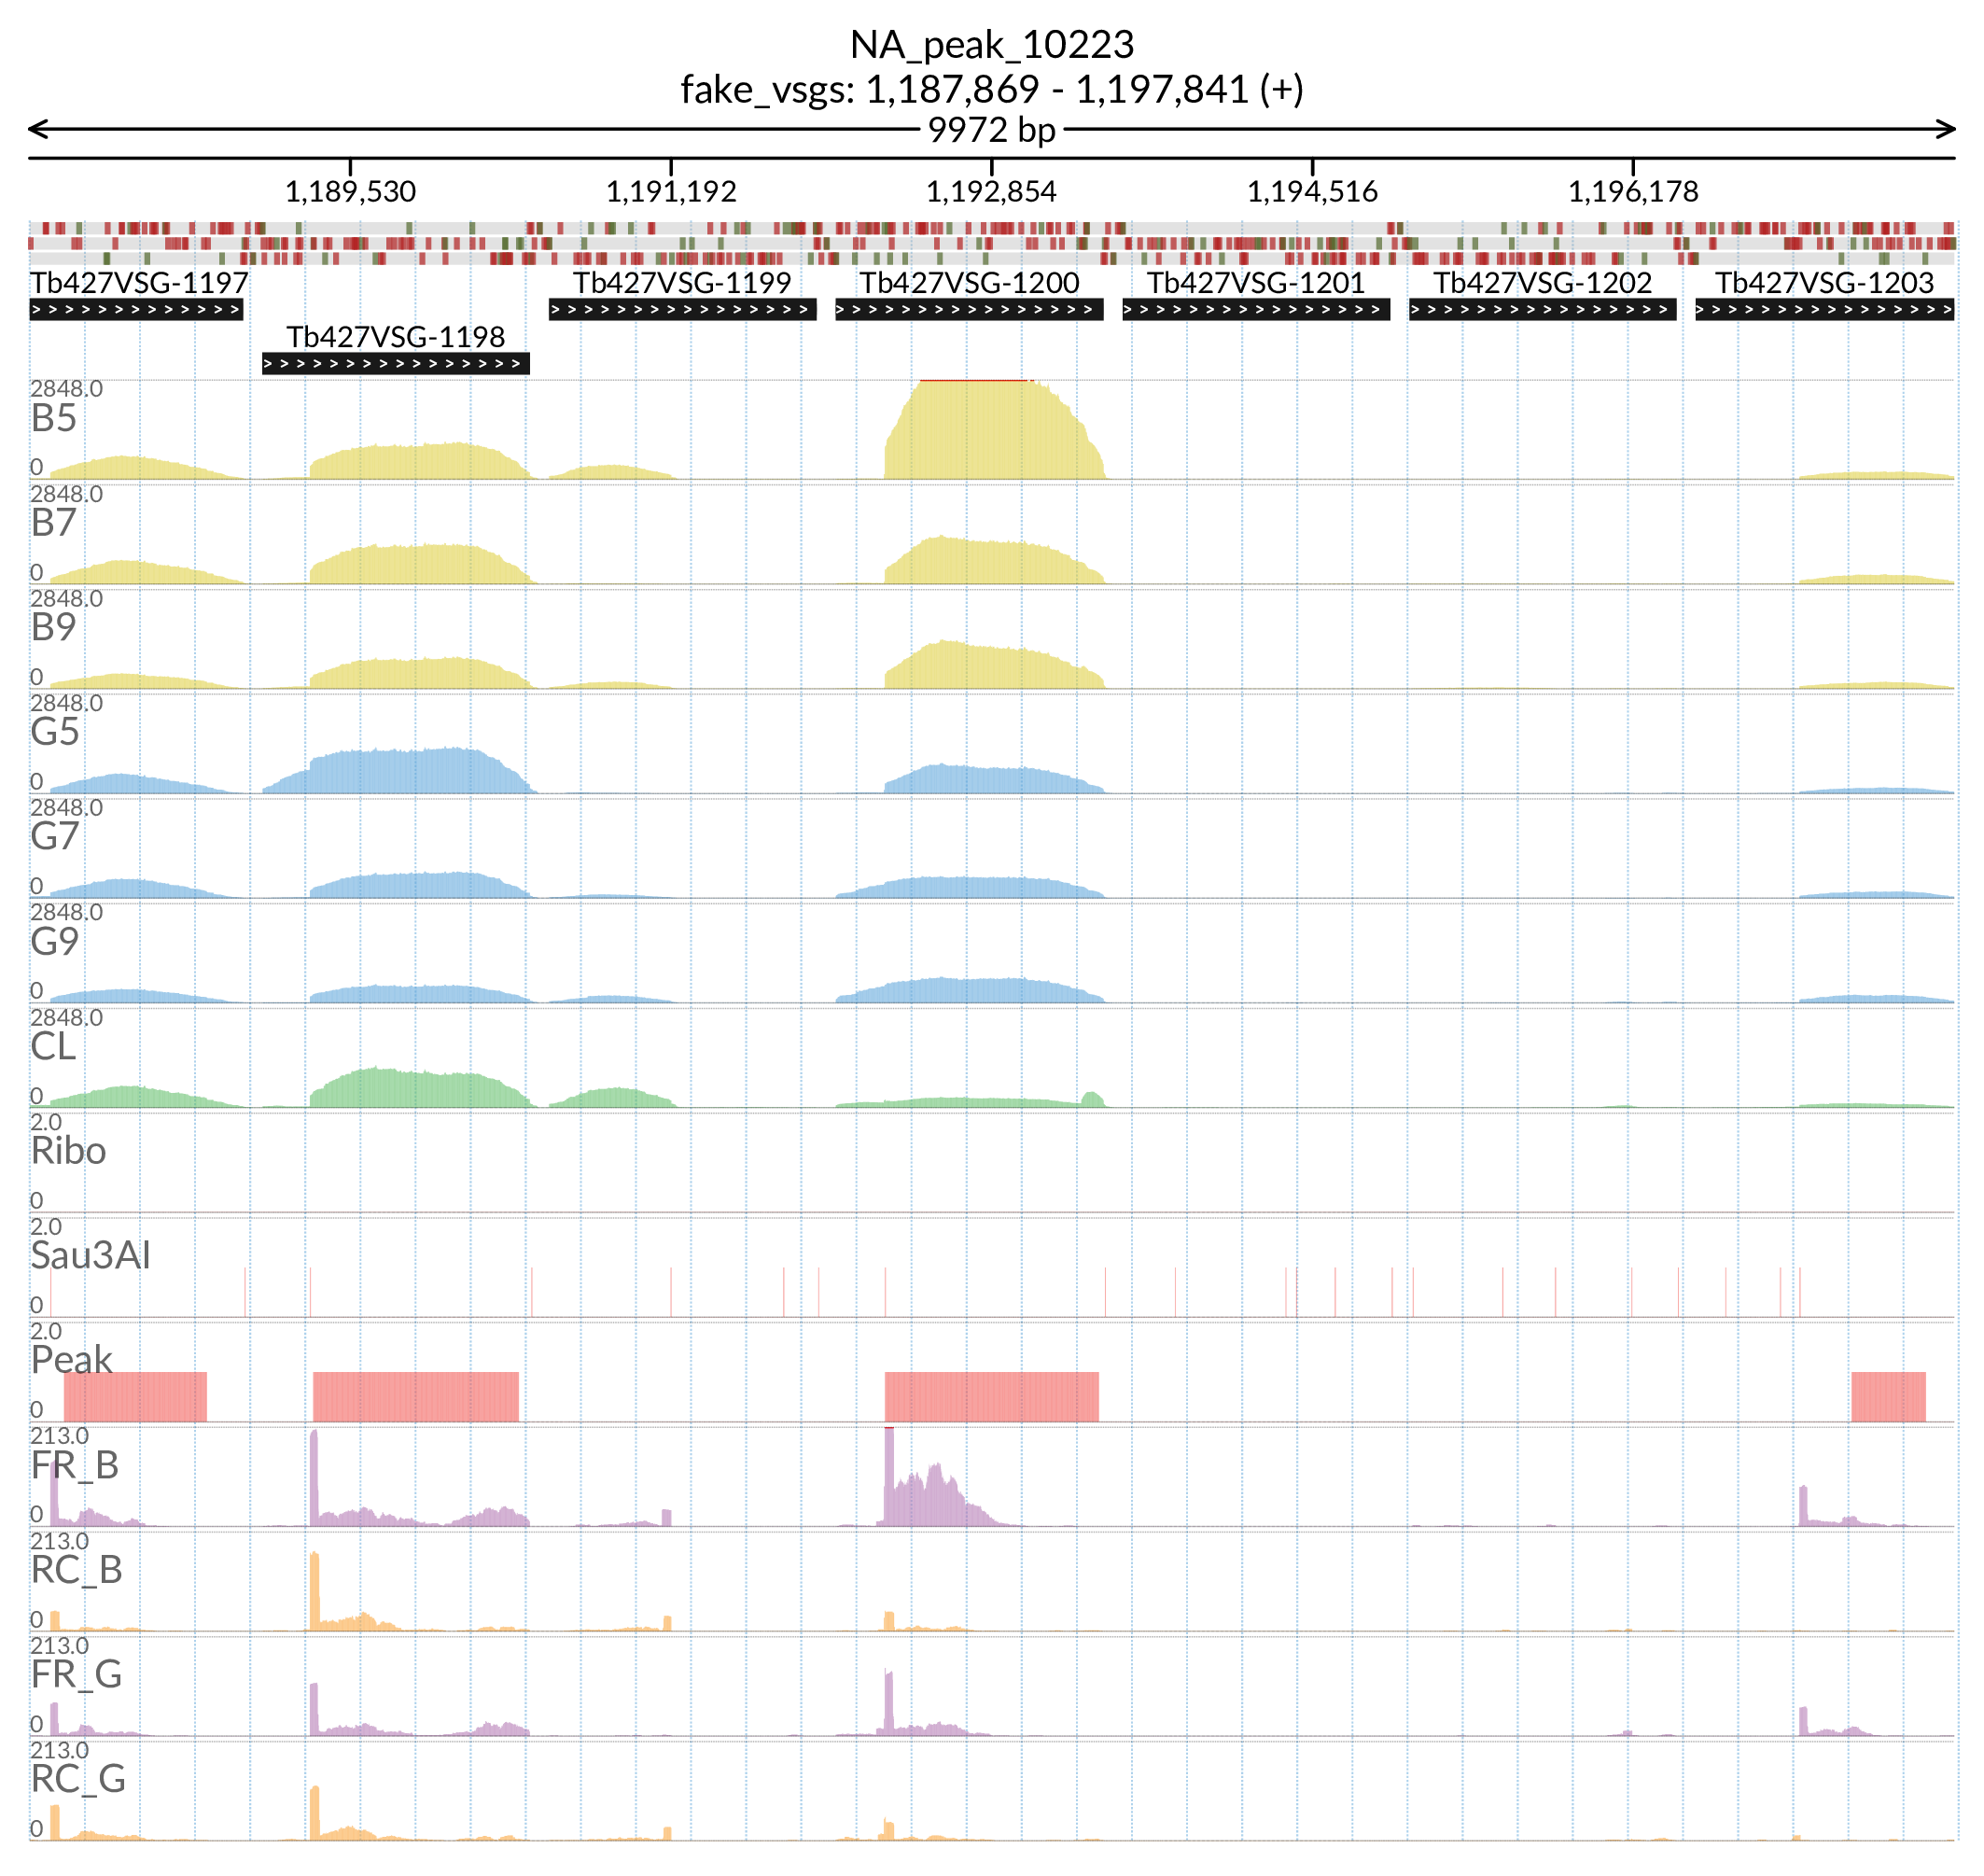 NA_peak_10223
fake_vsgs: 1,187,869 - 1,197,841 (+)
9972 bp
1,189,530 1,191,192 1,192,854 1,194,516 1,196,178
Tb427VSG-1197 Tb427VSG-1199 Tb427VSG-1200 Tb427VSG-1201 Tb427VSG-1202 Tb427VSG-1203
Tb427VSG-1198
2848.0
B5
0
2848.0
B7
0
2848.0
B9
0
2848.0
G5
0
2848.0
G7
0
2848.0
G9
0
2848.0
CL
0
2.0
Ribo
0
2.0
Sau3AI
0
2.0
Peak
0
213.0
FR_B
0
213.0
RC_B
0
213.0
FR_G
0
213.0
RC_G
0